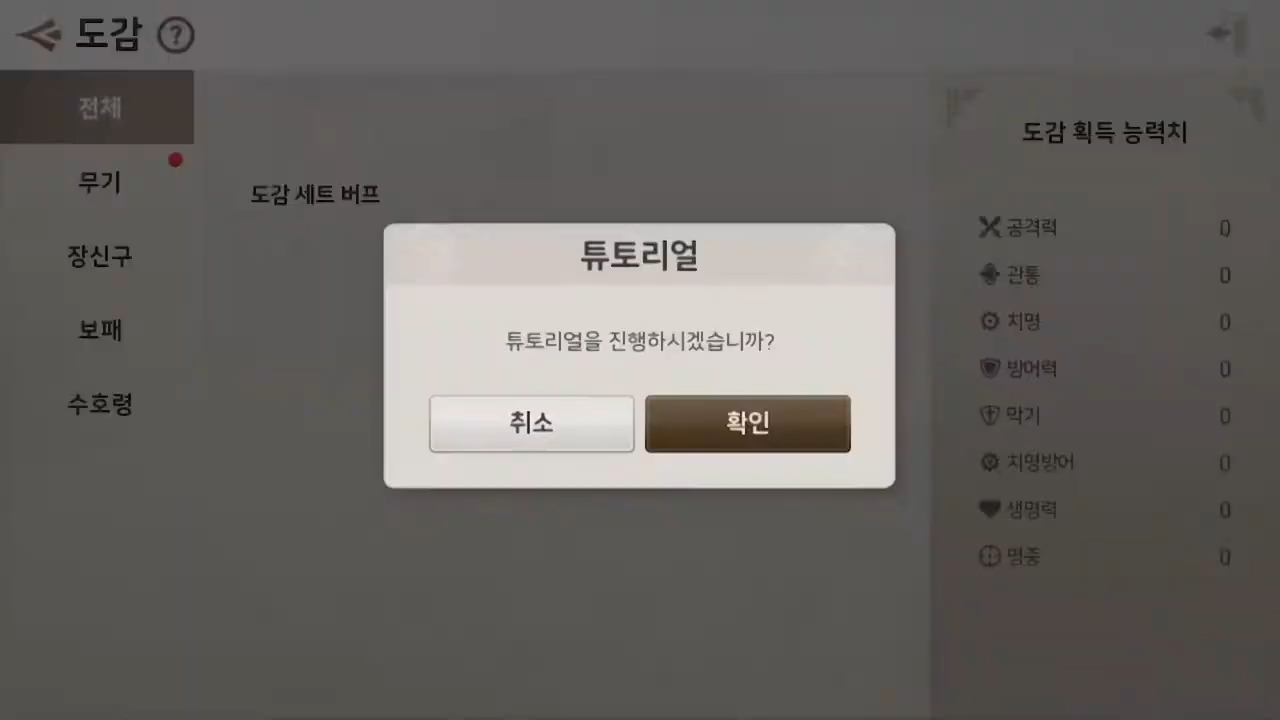 도감 ?
전체
무기
장신구
보패
수호령
도감 세트 버프
튜토리얼
튜토리얼을 진행하시겠습니까?
취소
확인
도감 획득 능력치
공격력 0
관통 0
치명 0
방어력 0
막기 0
치명방어 0
생명력 0
명중 0